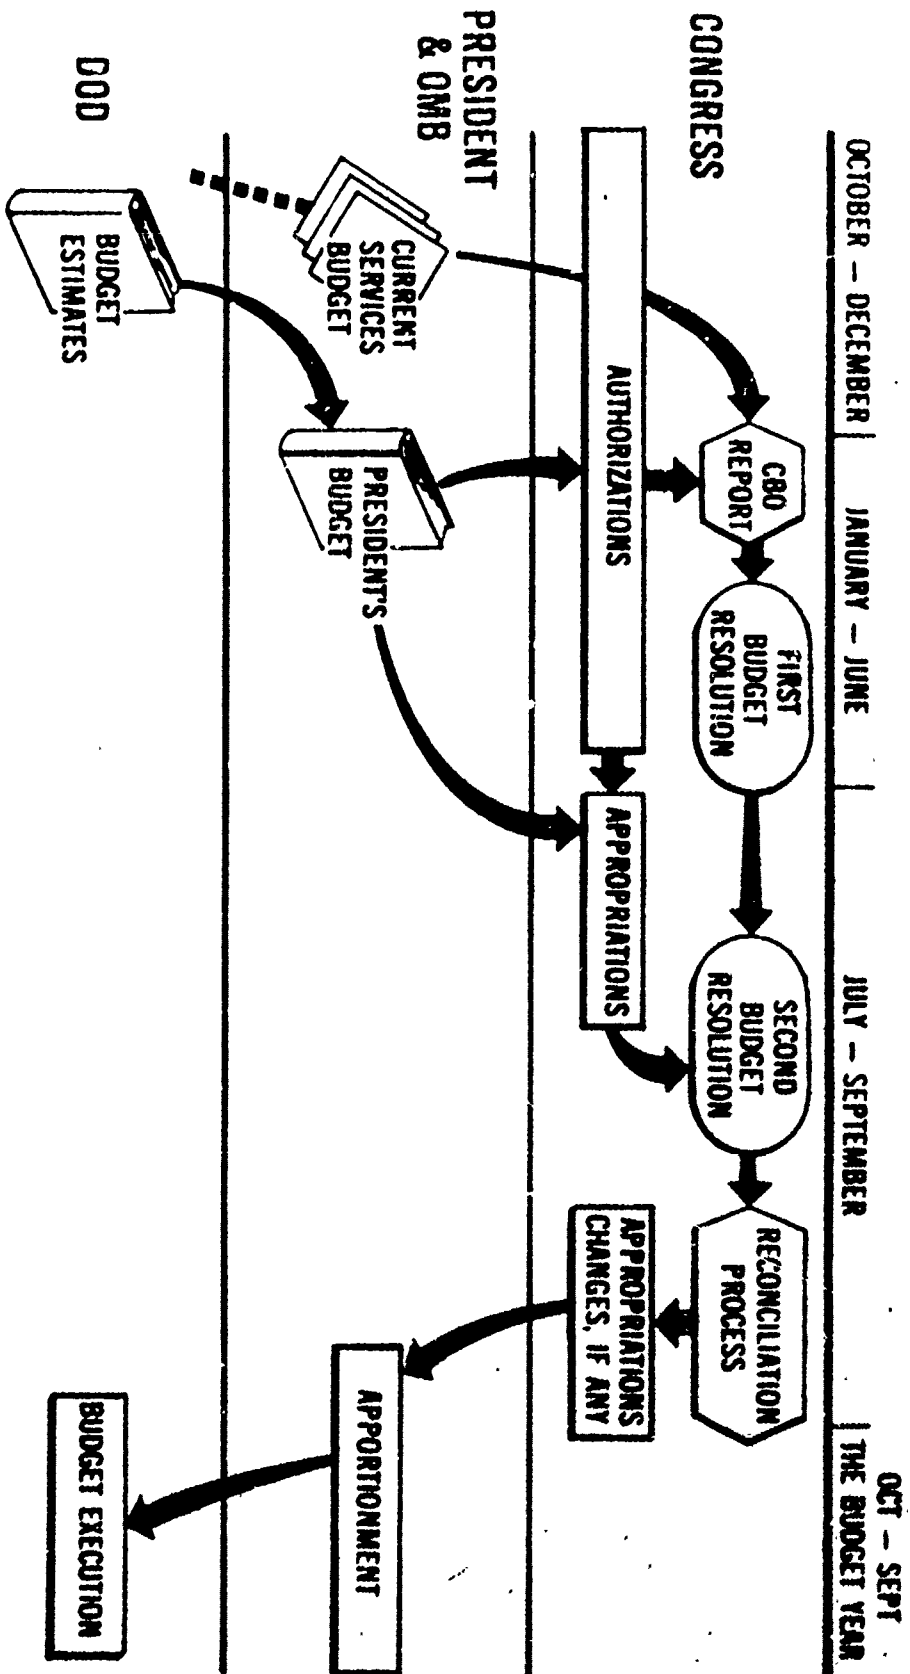 OCT – SEPT
OCTOBER – DECEMBER
JANUARY – JUNE
JULY – SEPTEMBER
THE BUDGET YEAR
CONGRESS
CBO
REPORT
FIRST
BUDGET
RESOLUTION
SECOND
BUDGET
RESOLUTION
RECONCILIATION
PROCESS
AUTHORIZATIONS
APPROPRIATIONS
APPROPRIATIONS
CHANGES, IF ANY
PRESIDENT
& OMB
CURRENT
SERVICES
BUDGET
PRESIDENT'S
BUDGET
APPORTIONMENT
DOD
BUDGET
ESTIMATES
BUDGET EXECUTION